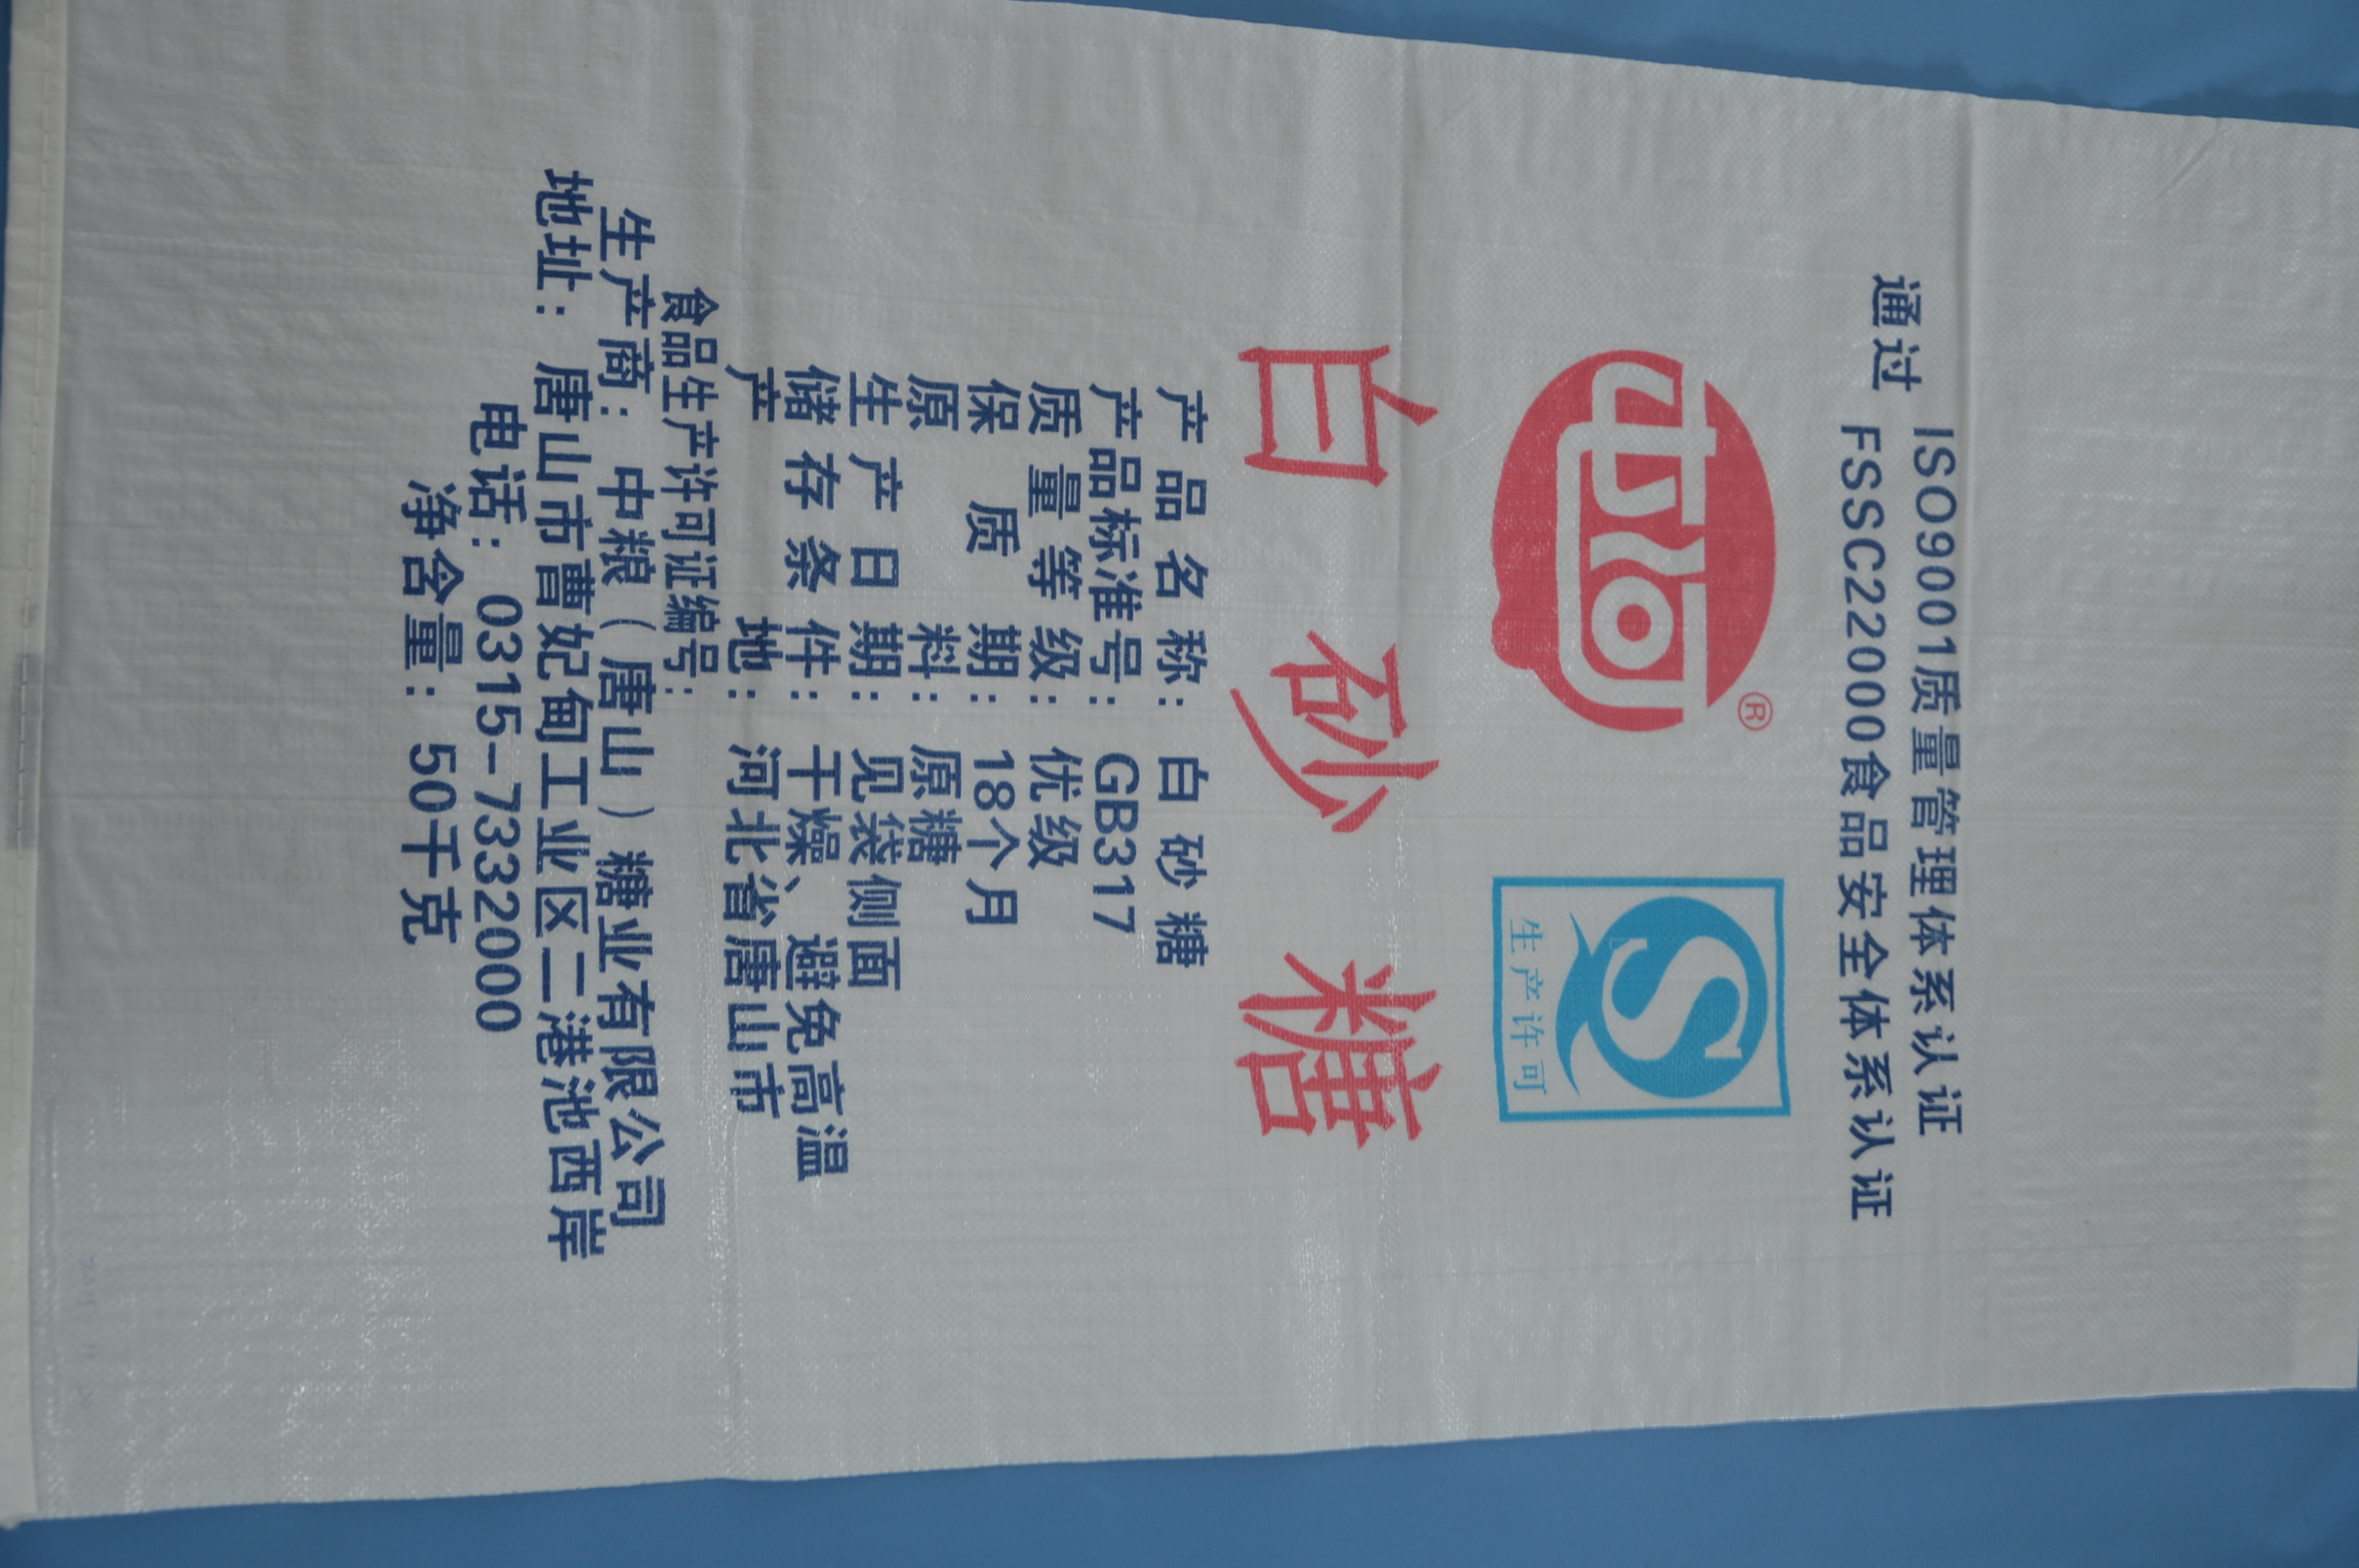 ISO9001质量管理体系认证
通过
FSSC22000食品安全体系认证
®
S
生产许可
白砂糖
产品名称：白砂糖
产品标准号：GB317
质量等级：优级
保质期：18个月
原料：原糖
生产日期：见袋侧面
储存条件：干燥、避免高温
产地：河北省唐山市
食品生产许可证编号：
生产商：中粮（唐山）糖业有限公司
地址：唐山市曹妃甸工业区二港池西岸
电话：0315-7332000
净含量：50千克